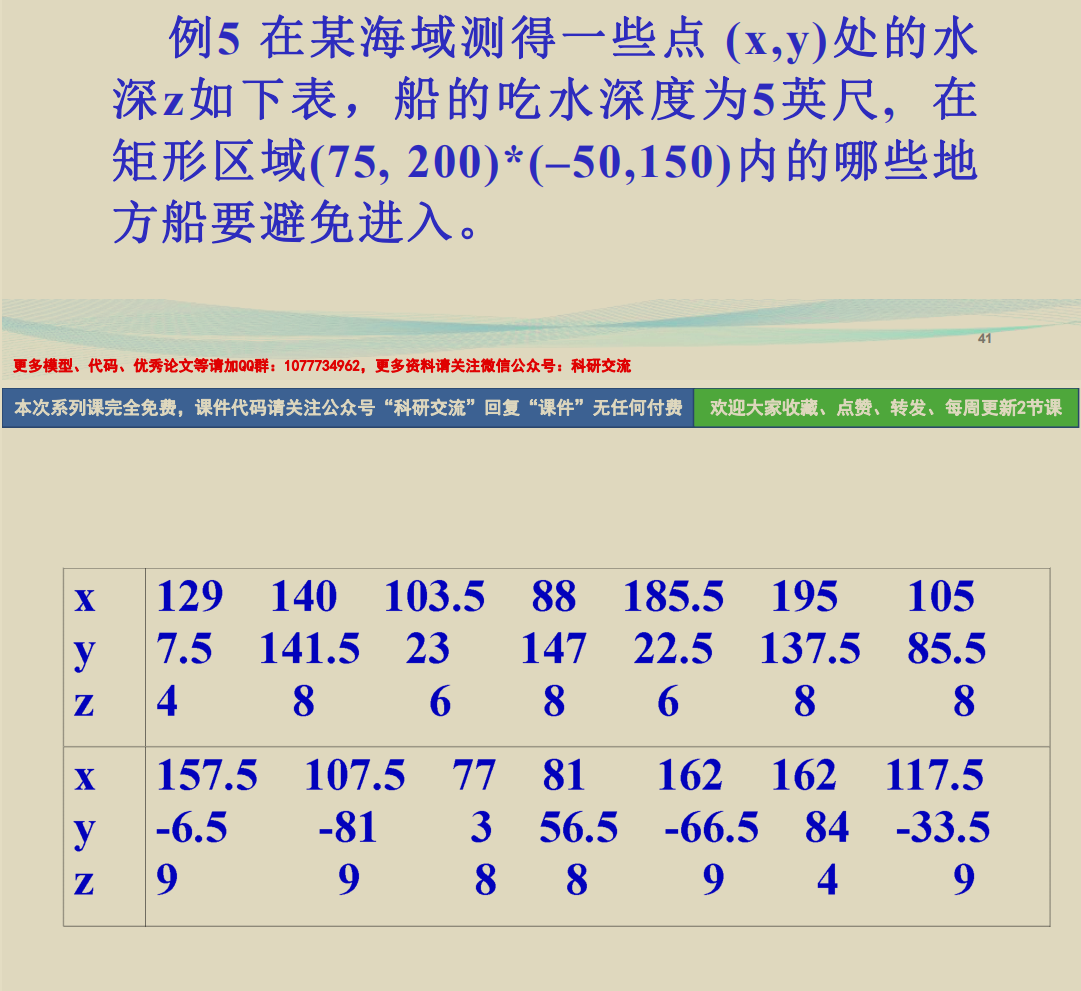 例5 在某海域测得一些点 (x,y)处的水
深z如下表，船的吃水深度为5英尺，在
矩形区域(75, 200)*(–50,150)内的哪些地
方船要避免进入。
41
更多模型、代码、优秀论文等请加QQ群：1077734962，更多资料请关注微信公众号：科研交流
本次系列课完全免费，课件代码请关注公众号“科研交流”回复“课件”无任何付费 欢迎大家收藏、点赞、转发、每周更新2节课
x 129 140 103.5 88 185.5 195 105
y 7.5 141.5 23 147 22.5 137.5 85.5
z 4 8 6 8 6 8 8
x 157.5 107.5 77 81 162 162 117.5
y -6.5 -81 3 56.5 -66.5 84 -33.5
z 9 9 8 8 9 4 9